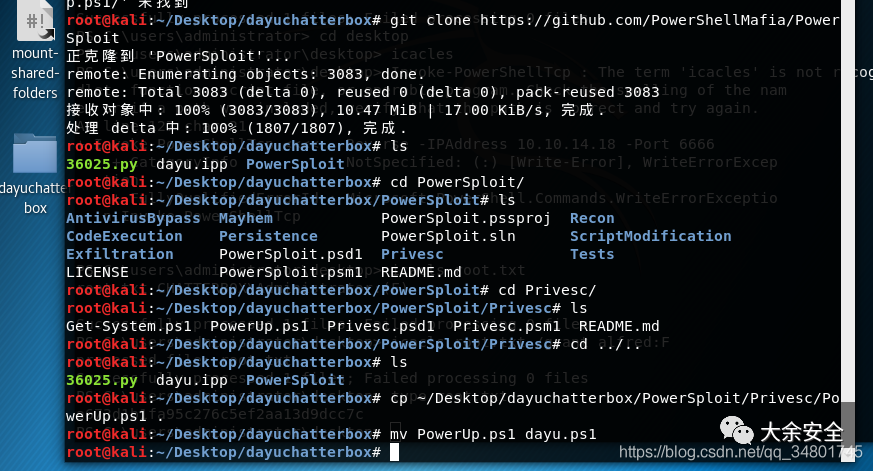 p.ps1/' 未找到
root@kali:~/Desktop/dayuchatterbox# git clone https://github.com/PowerShellMafia/Power
Sploit
正克隆到 'PowerSploit'...
remote: Enumerating objects: 3083, done.
remote: Total 3083 (delta 0), reused 0 (delta 0), pack-reused 3083
接收对象中: 100% (3083/3083), 10.47 MiB | 17.00 KiB/s, 完成.
处理 delta 中: 100% (1807/1807), 完成.
root@kali:~/Desktop/dayuchatterbox# ls
36025.py dayu.ipp PowerSploit
root@kali:~/Desktop/dayuchatterbox# cd PowerSploit/
root@kali:~/Desktop/dayuchatterbox/PowerSploit# ls
AntivirusBypass Mayhem PowerSploit.pssproj Recon
CodeExecution Persistence PowerSploit.sln ScriptModification
Exfiltration PowerSploit.psd1 Privesc Tests
LICENSE PowerSploit.psm1 README.md
root@kali:~/Desktop/dayuchatterbox/PowerSploit# cd Privesc/
root@kali:~/Desktop/dayuchatterbox/PowerSploit/Privesc# ls
Get-System.ps1 PowerUp.ps1 Privesc.psd1 Privesc.psm1 README.md
root@kali:~/Desktop/dayuchatterbox/PowerSploit/Privesc# cd ../..
root@kali:~/Desktop/dayuchatterbox# ls
36025.py dayu.ipp PowerSploit
root@kali:~/Desktop/dayuchatterbox# cp ~/Desktop/dayuchatterbox/PowerSploit/Privesc/Po
werUp.ps1 .
root@kali:~/Desktop/dayuchatterbox# mv PowerUp.ps1 dayu.ps1
root@kali:~/Desktop/dayuchatterbox#
mount-
shared-
folders
dayuchatter
box
大余安全
https://blog.csdn.net/qq_34801745